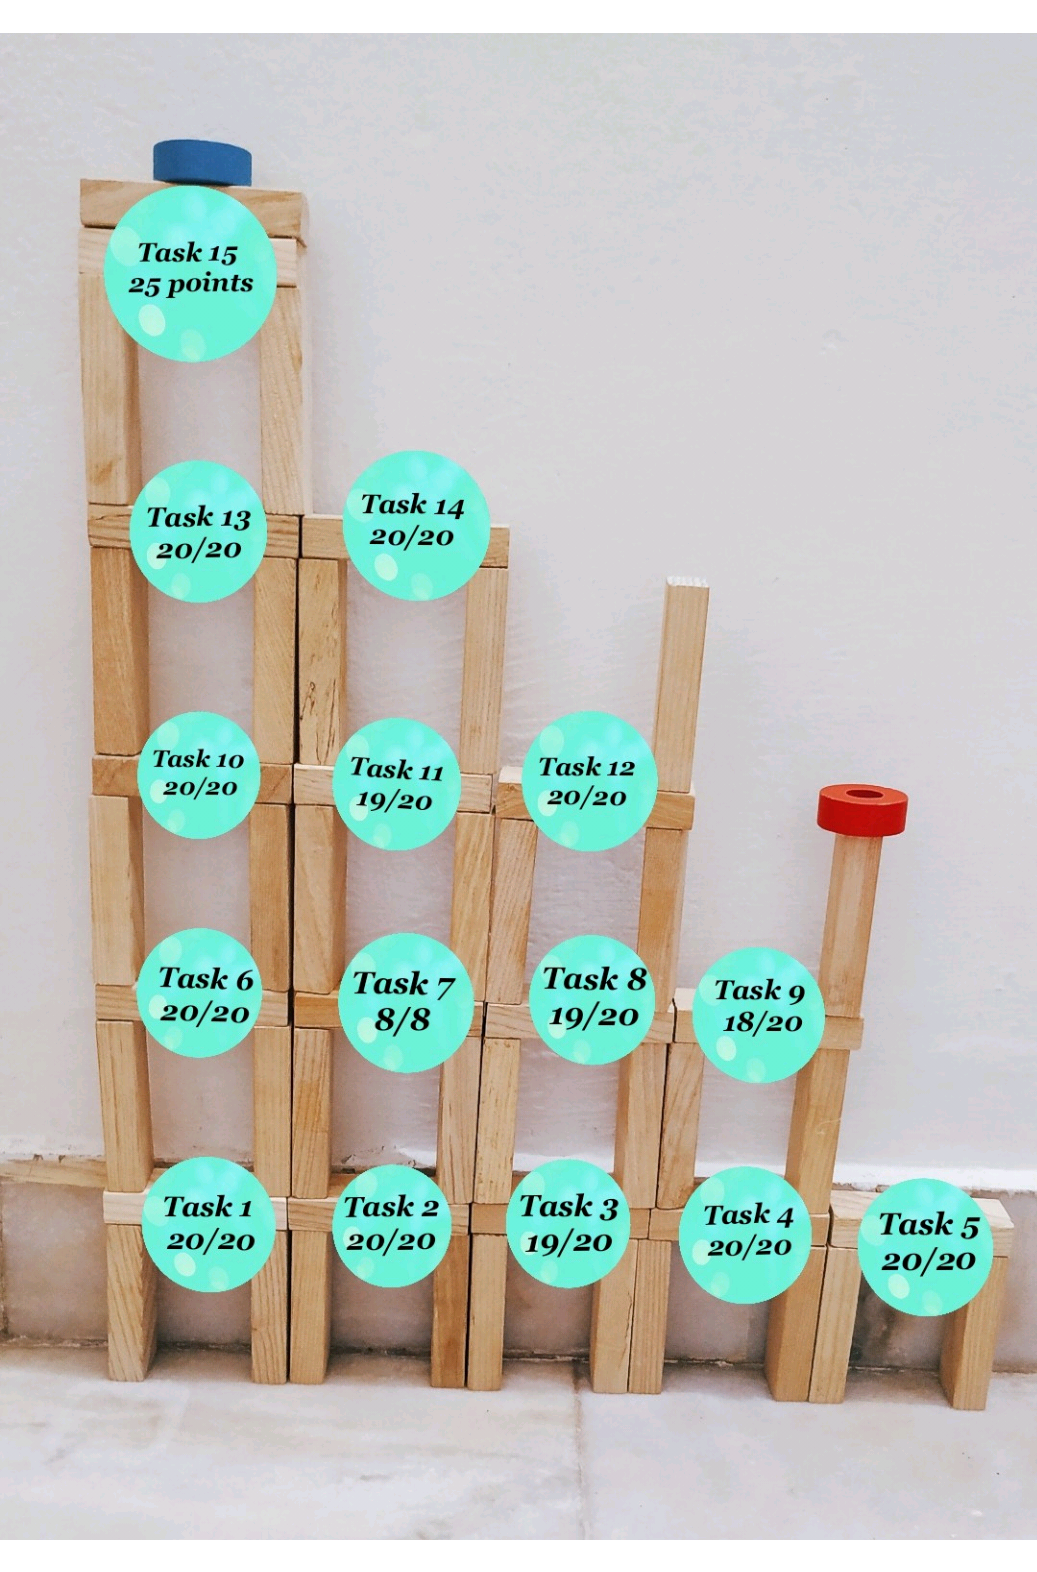 Task 15
25 points
Task 13
20/20
Task 14
20/20
Task 10
20/20
Task 11
19/20
Task 12
20/20
Task 6
20/20
Task 7
8/8
Task 8
19/20
Task 9
18/20
Task 1
20/20
Task 2
20/20
Task 3
19/20
Task 4
20/20
Task 5
20/20